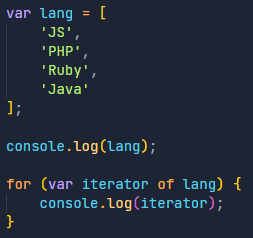 var lang = [
    'JS',
    'PHP',
    'Ruby',
    'Java'
];

console.log(lang);

for (var iterator of lang) {
    console.log(iterator);
}